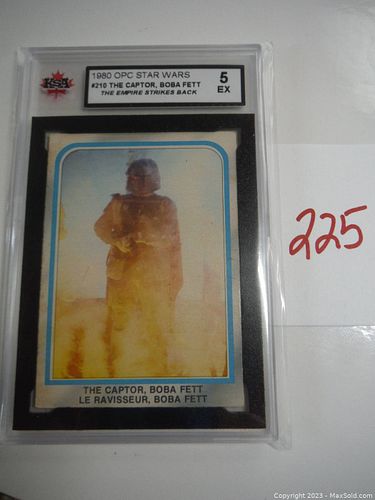 KSA
1980 OPC STAR WARS
#210 THE CAPTOR, BOBA FETT
THE EMPIRE STRIKES BACK
5
EX
225
THE CAPTOR, BOBA FETT
LE RAVISSEUR, BOBA FETT
Copyright 2023 - MaxSold.com